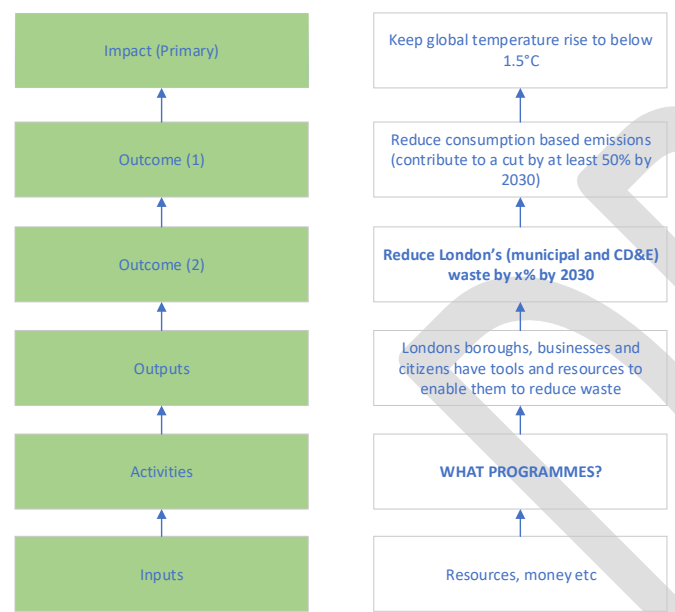 Impact (Primary)
Keep global temperature rise to below
1.5°C
Outcome (1)
Reduce consumption based emissions
(contribute to a cut by at least 50% by
2030)
Outcome (2)
Reduce London's (municipal and CD&E)
waste by x% by 2030
Outputs
Londons boroughs, businesses and
citizens have tools and resources to
enable them to reduce waste
Activities
WHAT PROGRAMMES?
Inputs
Resources, money etc